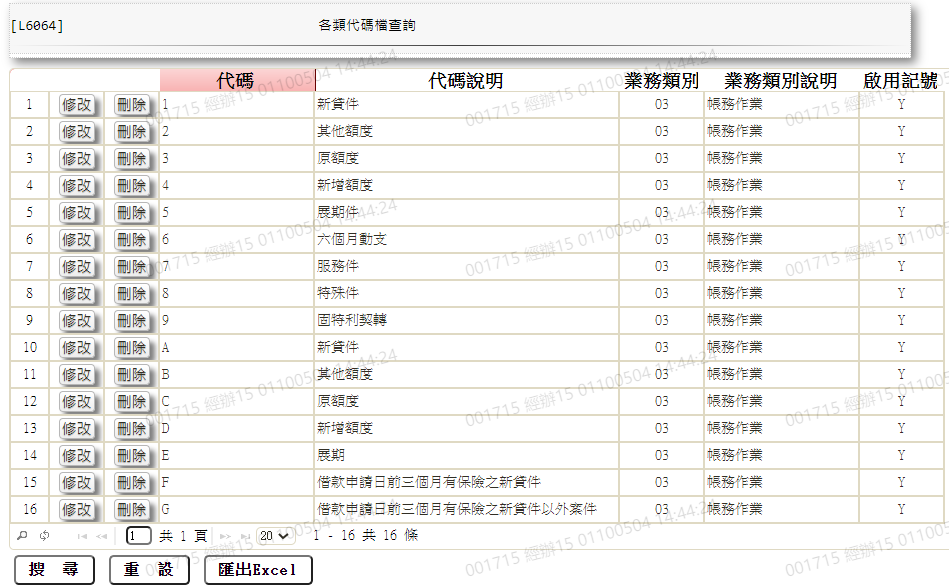 [L6064] 各類代碼檔查詢
代碼 代碼說明 業務類別 業務類別說明 啟用記號
1 修改 刪除 1 新貸件 03 帳務作業 Y
2 修改 刪除 2 其他額度 03 帳務作業 Y
3 修改 刪除 3 原額度 03 帳務作業 Y
4 修改 刪除 4 新增額度 03 帳務作業 Y
5 修改 刪除 5 展期件 03 帳務作業 Y
6 修改 刪除 6 六個月動支 03 帳務作業 Y
7 修改 刪除 7 服務件 03 帳務作業 Y
8 修改 刪除 8 特殊件 03 帳務作業 Y
9 修改 刪除 9 固特利契轉 03 帳務作業 Y
10 修改 刪除 A 新貸件 03 帳務作業 Y
11 修改 刪除 B 其他額度 03 帳務作業 Y
12 修改 刪除 C 原額度 03 帳務作業 Y
13 修改 刪除 D 新增額度 03 帳務作業 Y
14 修改 刪除 E 展期 03 帳務作業 Y
15 修改 刪除 F 借款申請日前三個月有保險之新貸件 03 帳務作業 Y
16 修改 刪除 G 借款申請日前三個月有保險之新貸件以外案件 03 帳務作業 Y
1 共 1 頁 20 1 - 16 共 16 條
搜 尋 重 設 匯出Excel
001715 經辦15 01100504 14:44:24